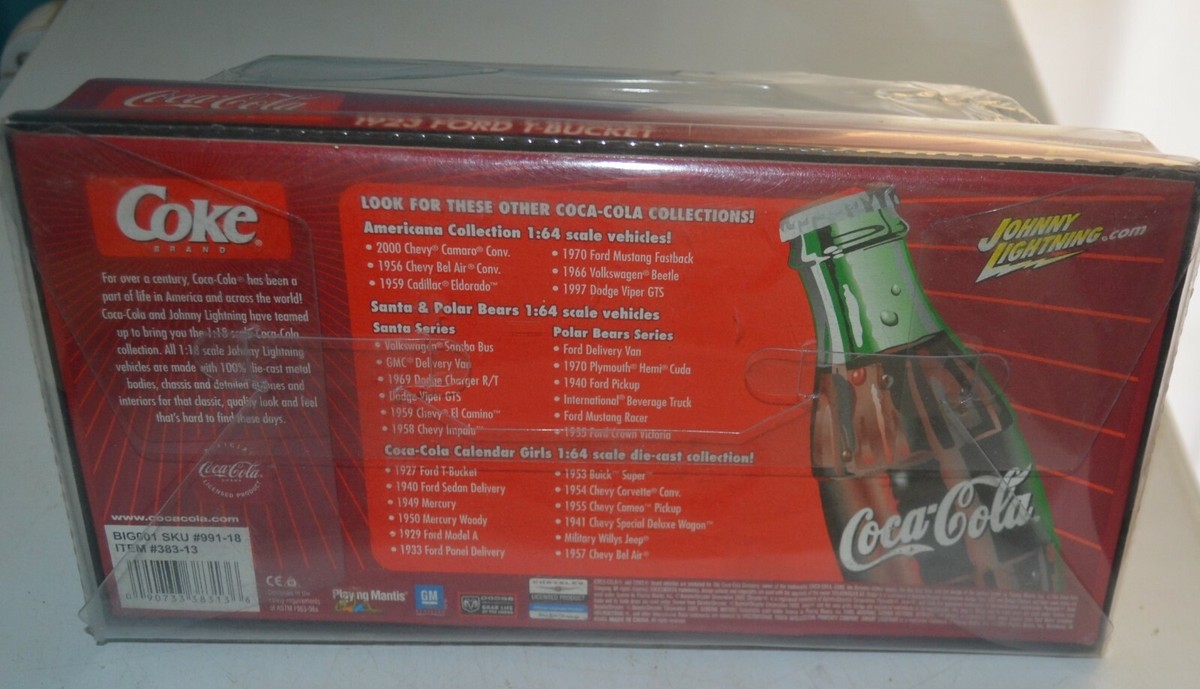 Coca-Cola
1923 FORD T-BUCKET
Coke
BRAND
For over a century, Coca-Cola® has been a
part of life in America and across the world!
Coca-Cola and Johnny Lightning have teamed
up to bring you the 1:18 scale Coca-Cola
collection. All 1:18 scale Johnny Lightning
vehicles are made with 100% die-cast metal
bodies, chassis and detailed engines and
interiors for that classic, quality look and feel
that's hard to find these days.
Coca-Cola
LICENSED PRODUCT
www.cocacola.com
BIG001 SKU #991-18
ITEM #383-13
LOOK FOR THESE OTHER COCA-COLA COLLECTIONS!
Americana Collection 1:64 scale vehicles!
• 2000 Chevy® Camaro® Conv.
• 1956 Chevy Bel Air® Conv.
• 1959 Cadillac® Eldorado™
• 1970 Ford Mustang Fastback
• 1966 Volkswagen® Beetle
• 1997 Dodge Viper GTS
Santa & Polar Bears 1:64 scale vehicles
Santa Series
• Volkswagen® Samba Bus
• GMC® Delivery Van
• 1969 Dodge Charger R/T
• Dodge Viper GTS
• 1959 Chevy® El Camino™
• 1958 Chevy Impala™
Polar Bears Series
• Ford Delivery Van
• 1970 Plymouth® Hemi® Cuda
• 1940 Ford Pickup
• International® Beverage Truck
• Ford Mustang Racer
• 1955 Ford Crown Victoria
Coca-Cola Calendar Girls 1:64 scale die-cast collection!
• 1927 Ford T-Bucket
• 1940 Ford Sedan Delivery
• 1949 Mercury
• 1950 Mercury Woody
• 1929 Ford Model A
• 1933 Ford Panel Delivery
• 1953 Buick™ Super™
• 1954 Chevy Corvette® Conv.
• 1955 Chevy Cameo™ Pickup
• 1941 Chevy Special Deluxe Wagon™
• Military Willys Jeep®
• 1957 Chevy Bel Air®
JOHNNY
LIGHTNING.com
Coca-Cola
CE
Playing Mantis
GM
DODGE